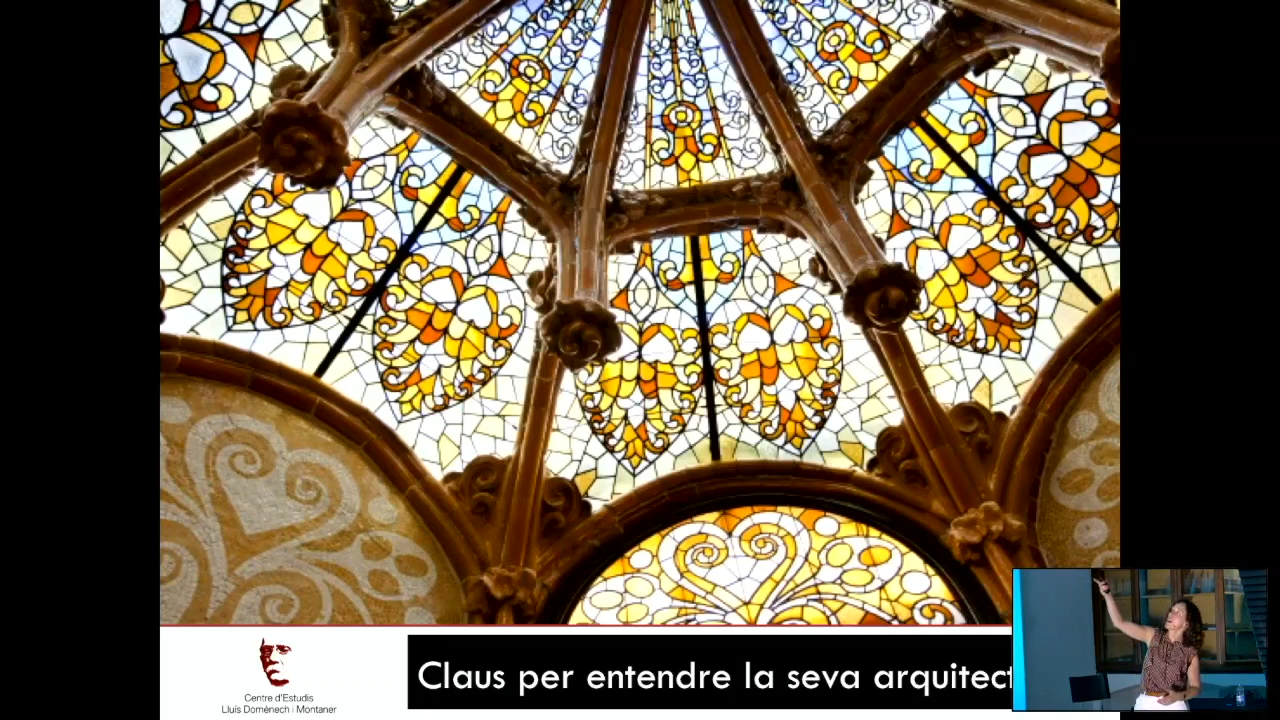 Claus per entendre la seva arquitect
Centre d'Estudis
Lluís Domènech i Montaner